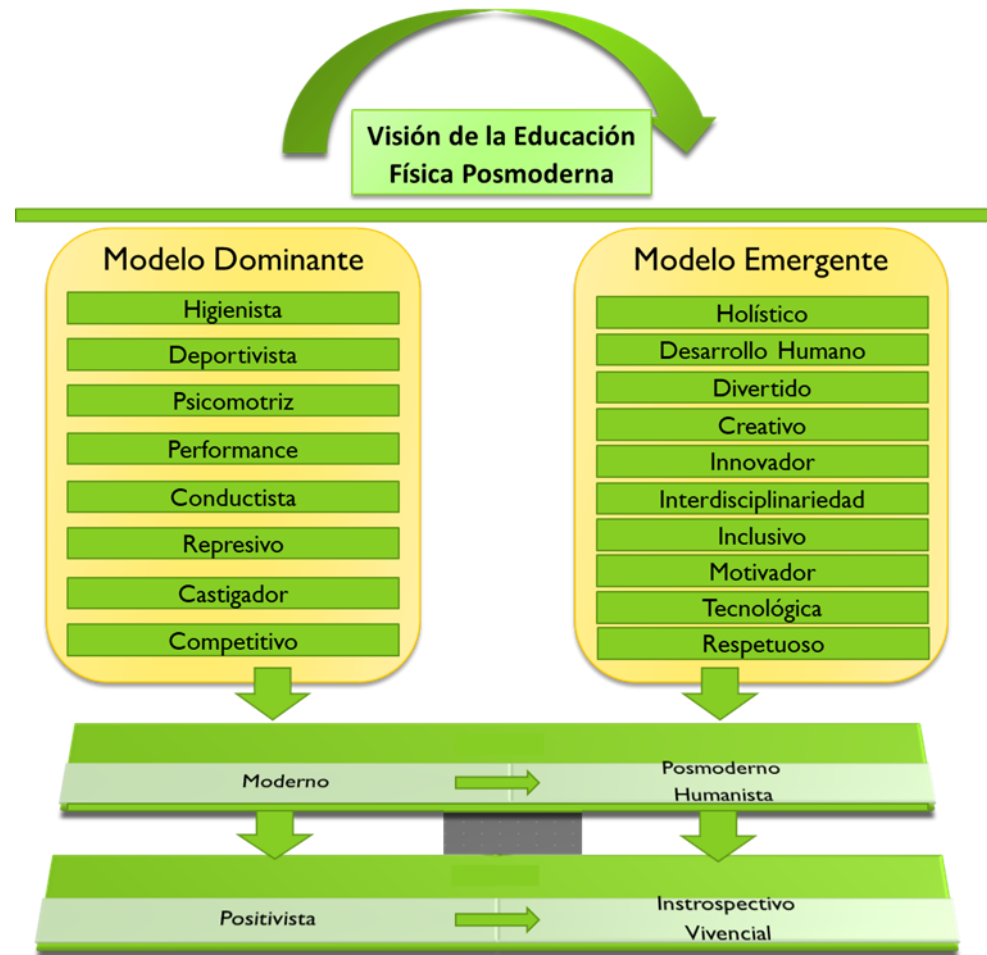 Visión de la Educación
Física Posmoderna
Modelo Dominante
Higienista
Deportivista
Psicomotriz
Performance
Conductista
Represivo
Castigador
Competitivo
Modelo Emergente
Holístico
Desarrollo Humano
Divertido
Creativo
Innovador
Interdisciplinariedad
Inclusivo
Motivador
Tecnológica
Respetuoso
Moderno
Posmoderno
Humanista
Positivista
Instrospectivo
Vivencial